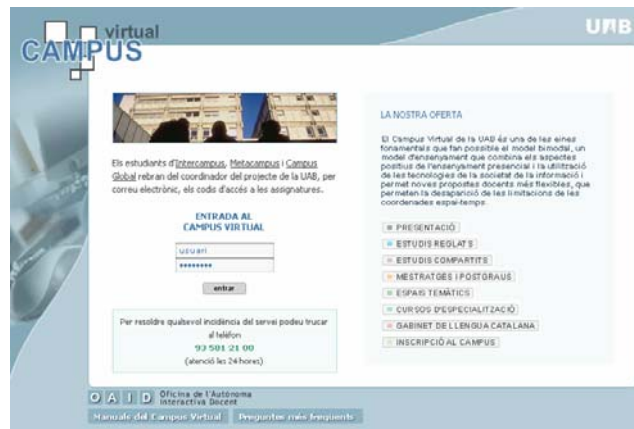 virtual
CAMPUS
UAB
Els estudiants d'Intercampus, Metacampus i Campus
Global rebran del coordinador del projecte de la UAB, per
correu electrònic, els codis d'accés a les assignatures.
ENTRADA AL
CAMPUS VIRTUAL
usuari
********
entrar
Per resoldre qualsevol incidència del servei podeu trucar
al telèfon
93 581 21 00
(atenció les 24 hores)
LA NOSTRA OFERTA
El Campus Virtual de la UAB és una de les eines
fonamentals que fan possible el model bimodal, un
model d'ensenyament que combina els aspectes
positius de l'ensenyament presencial i la utilització
de les tecnologies de la societat de la informació i
permet noves propostes docents més flexibles, que
permeten la desaparició de les limitacions de les
coordenades espai-temps.
PRESENTACIÓ
ESTUDIS REGLATS
ESTUDIS COMPARTITS
MESTRATGES I POSTGRAUS
ESPAIS TEMÀTICS
CURSOS D'ESPECIALITZACIÓ
GABINET DE LLENGUA CATALANA
INSCRIPCIÓ AL CAMPUS
O A I D Oficina de l'Autònoma
Interactiva Docent
Manuals del Campus Virtual Preguntes més freqüents